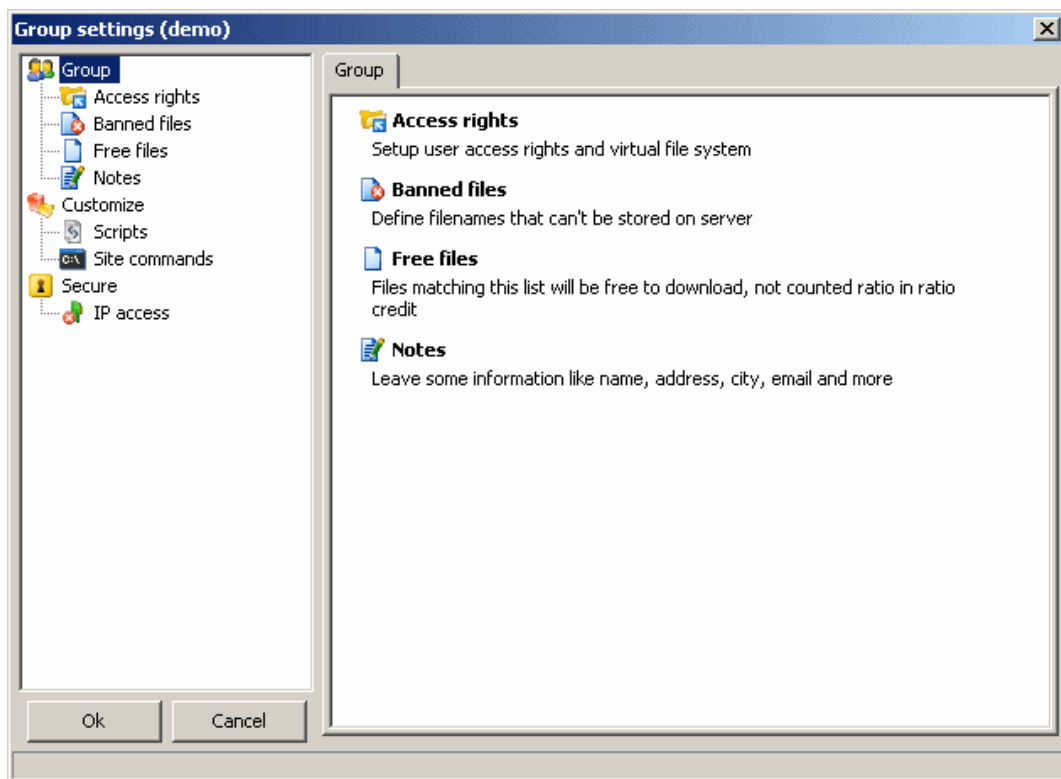 Group settings (demo)
Group
Access rights
Banned files
Free files
Notes
Customize
Scripts
C:\
Site commands
Secure
IP access
Ok
Cancel
Group
Access rights
Setup user access rights and virtual file system
Banned files
Define filenames that can't be stored on server
Free files
Files matching this list will be free to download, not counted ratio in ratio
credit
Notes
Leave some information like name, address, city, email and more